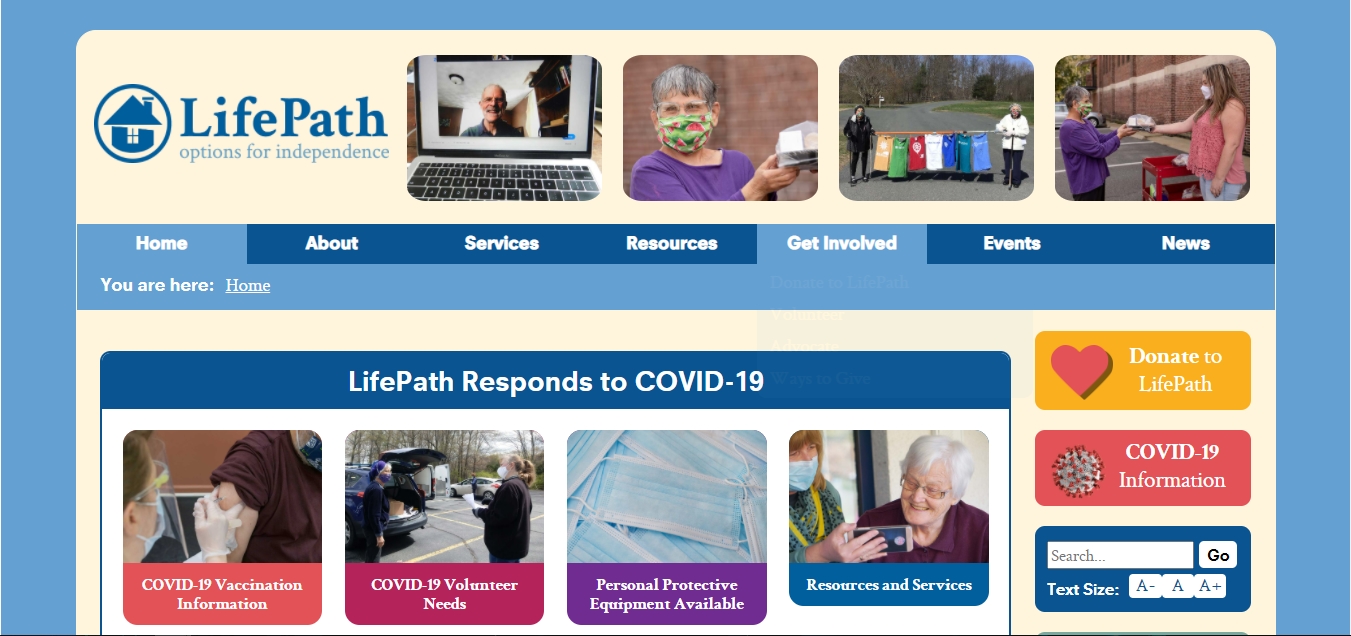 LifePath
options for independence
Home
About
Services
Resources
Get Involved
Events
News
You are here: Home
Donate to LifePath
Volunteer
Advocate
Ways to Give
LifePath Responds to COVID-19
COVID-19 Vaccination
Information
COVID-19 Volunteer
Needs
Personal Protective
Equipment Available
Resources and Services
Donate to
LifePath
COVID-19
Information
Search...
Go
Text Size:
A-
A
A+